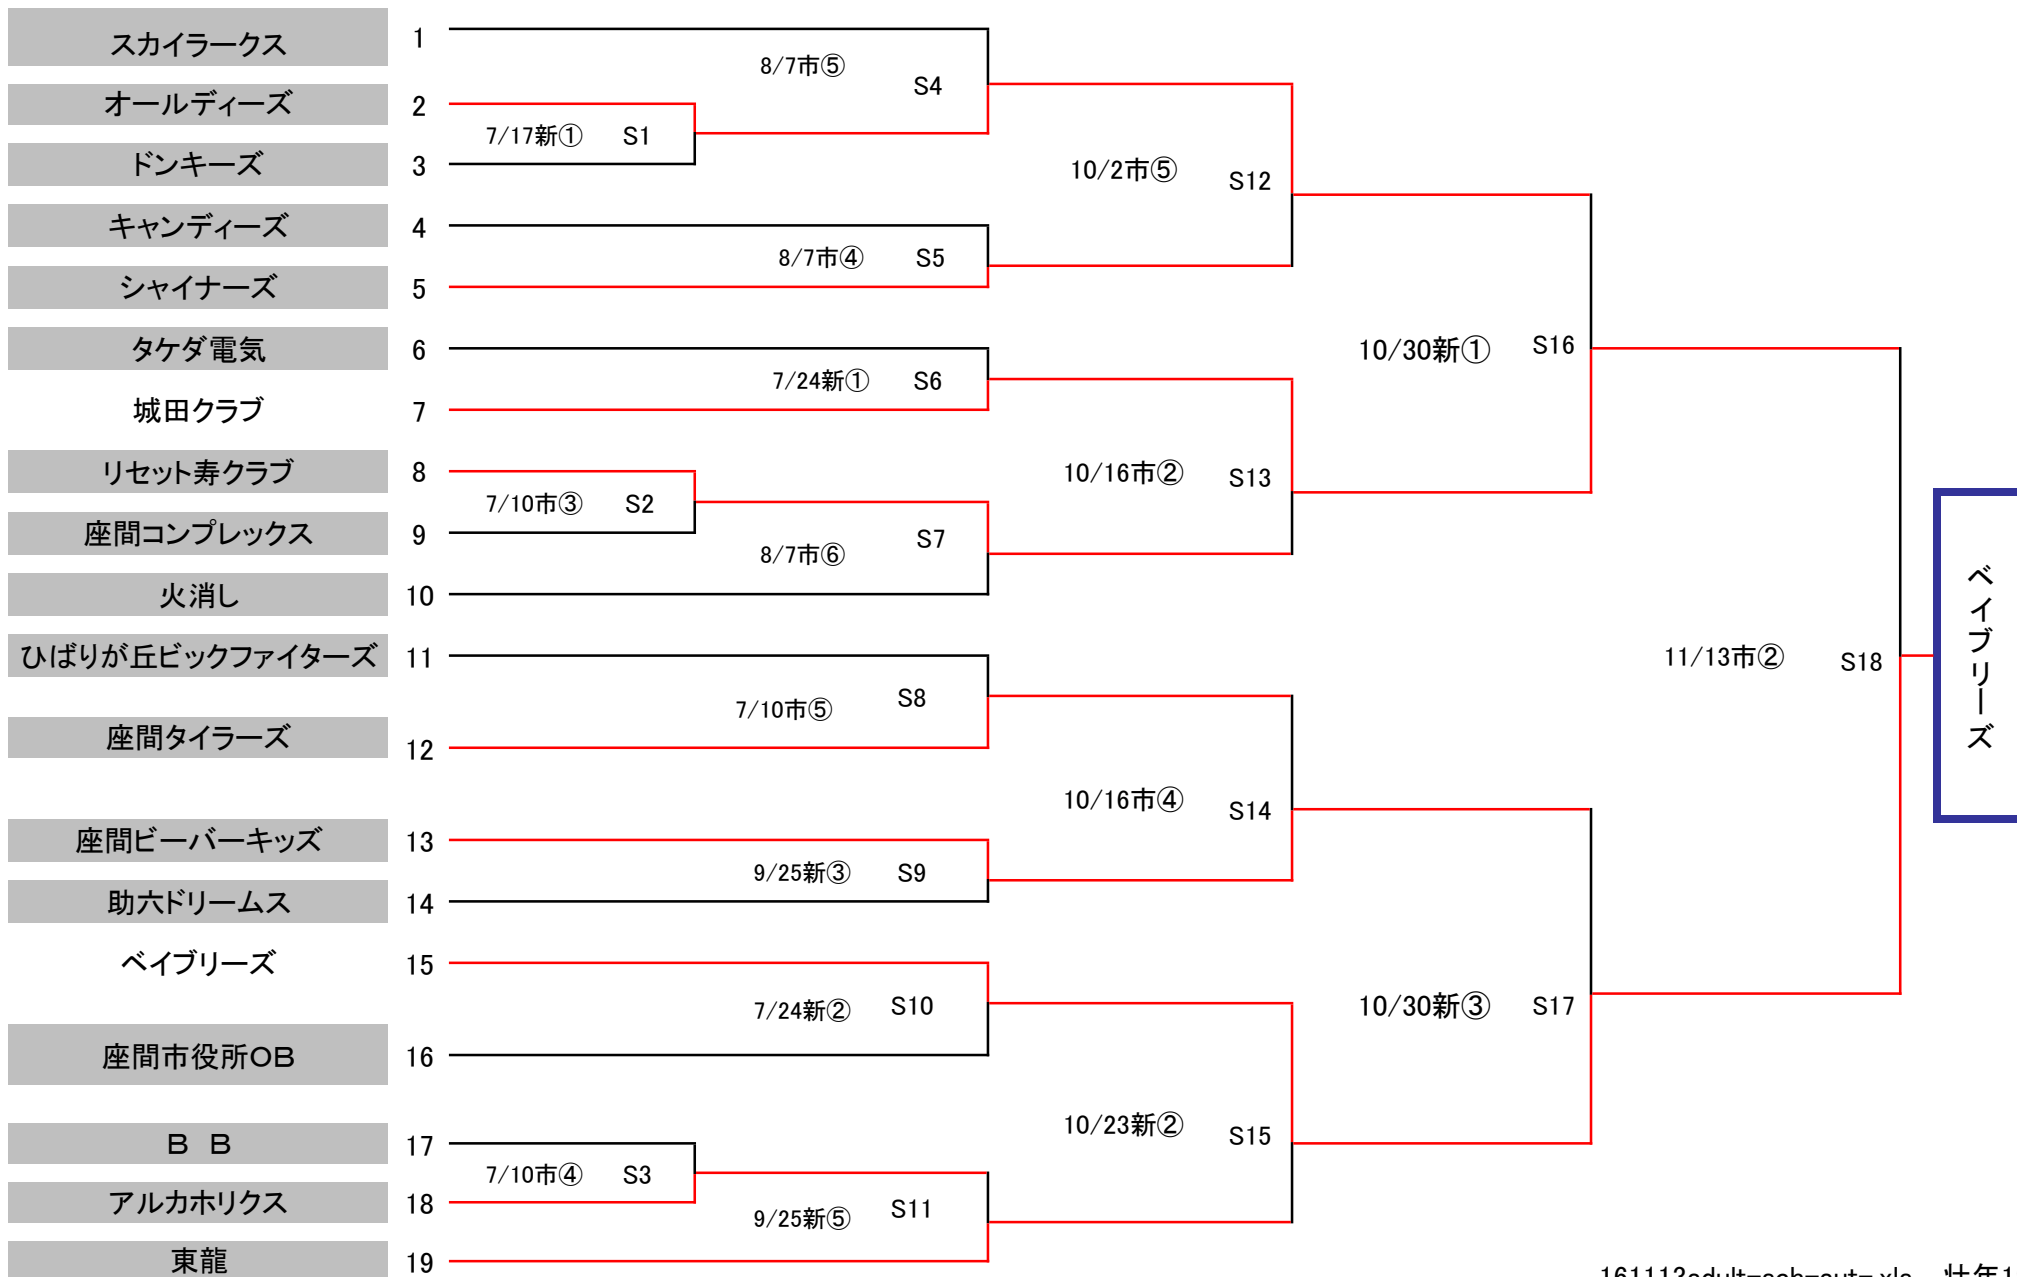 スカイラークス 1
8/7市⑤ S4
オールディーズ 2
7/17新① S1
ドンキーズ 3
10/2市⑤ S12
キャンディーズ 4
8/7市④ S5
シャイナーズ 5
タケダ電気 6
10/30新① S16
7/24新① S6
城田クラブ 7
リセット寿クラブ 8
10/16市② S13
7/10市③ S2
座間コンプレックス 9
8/7市⑥ S7
火消し 10
ひばりが丘ビックファイターズ 11
11/13市② S18
ベイブリーズ
7/10市⑤ S8
座間タイラーズ 12
10/16市④ S14
座間ビーバーキッズ 13
9/25新③ S9
助六ドリームス 14
ベイブリーズ 15
7/24新② S10
10/30新③ S17
座間市役所OB 16
10/23新② S15
B B 17
7/10市④ S3
アルカホリクス 18
9/25新⑤ S11
東龍 19